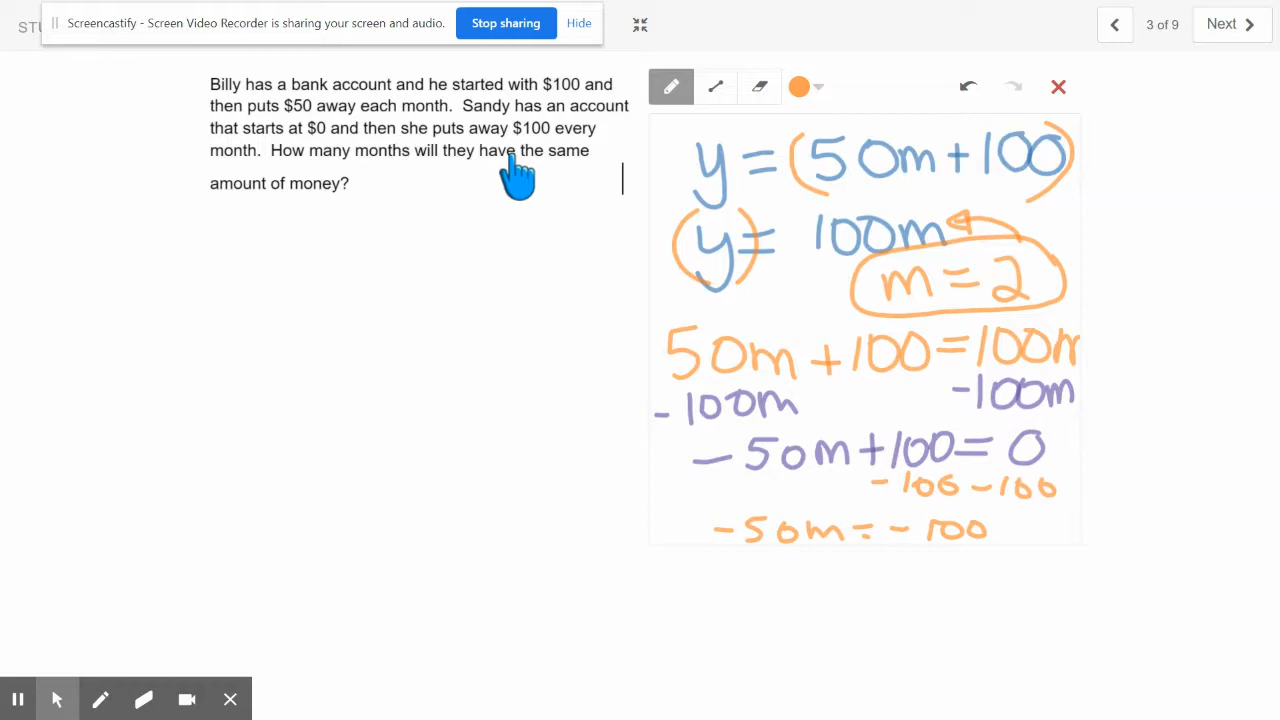 STU
Screencastify - Screen Video Recorder is sharing your screen and audio.
Stop sharing
Hide
3 of 9
Next
Billy has a bank account and he started with $100 and
then puts $50 away each month. Sandy has an account
that starts at $0 and then she puts away $100 every
month. How many months will they have the same
amount of money?
y = (50m + 100)
(y) = 100m
m = 2
50m + 100 = 100m
- 100m - 100m
- 50m + 100 = 0
- 100 - 100
- 50m = - 100